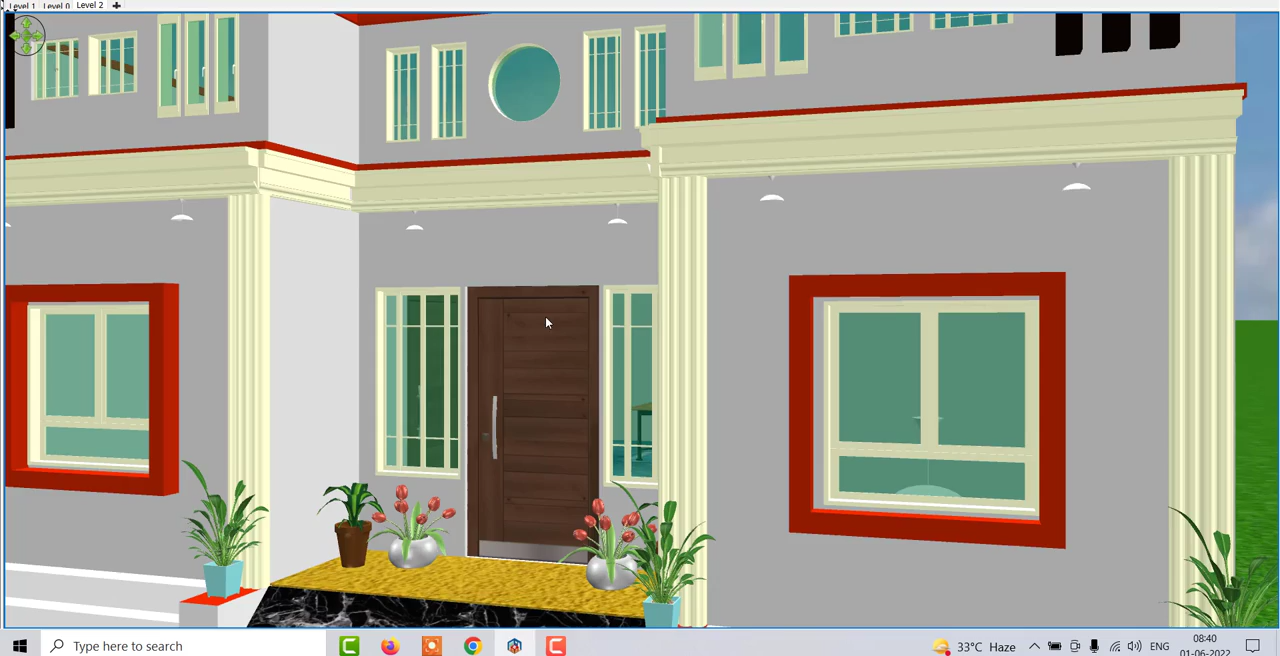 Level 1 Level 0 Level 2
Type here to search
33°C Haze
ENG
08:40
01-06-2022